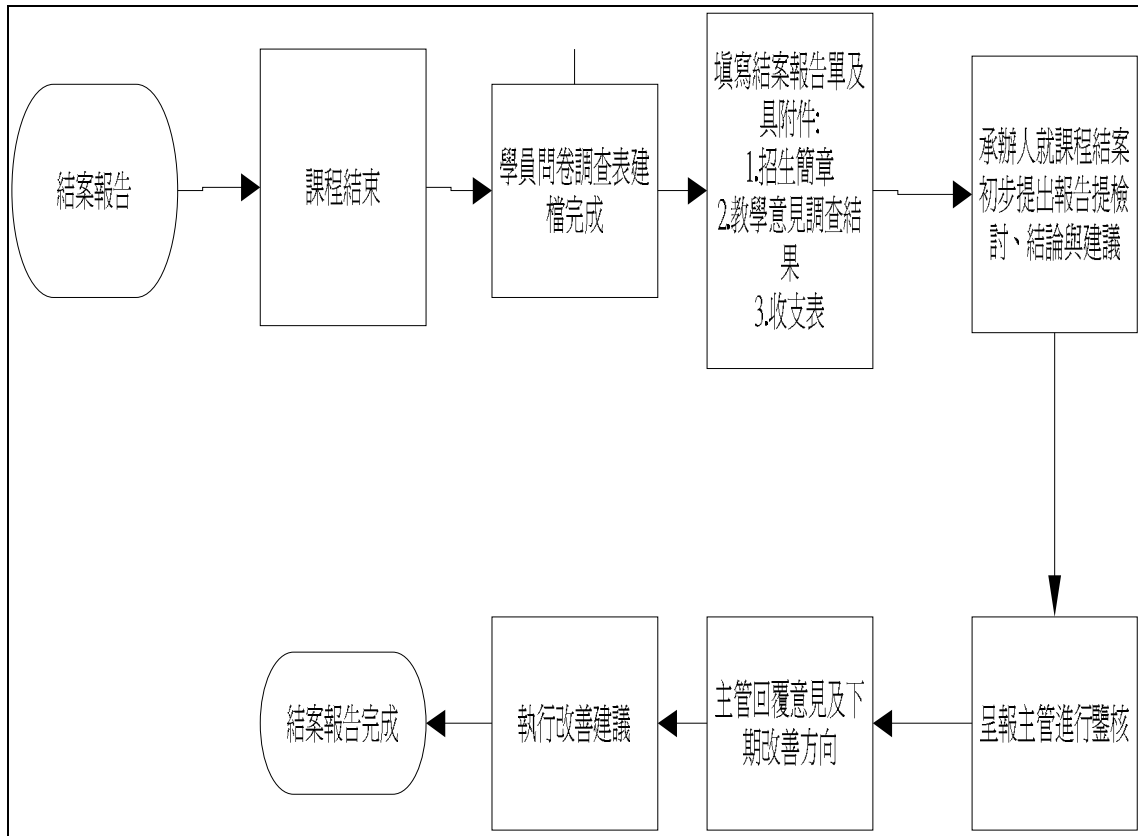 結案報告
課程結束
學員問卷調查表建
檔完成
填寫結案報告單及
具附件:
1.招生簡章
2.教學意見調查結
果
3.收支表
承辦人就課程結案
初步提出報告提檢
討、結論與建議
呈報主管進行鑒核
主管回覆意見及下
期改善方向
執行改善建議
結案報告完成